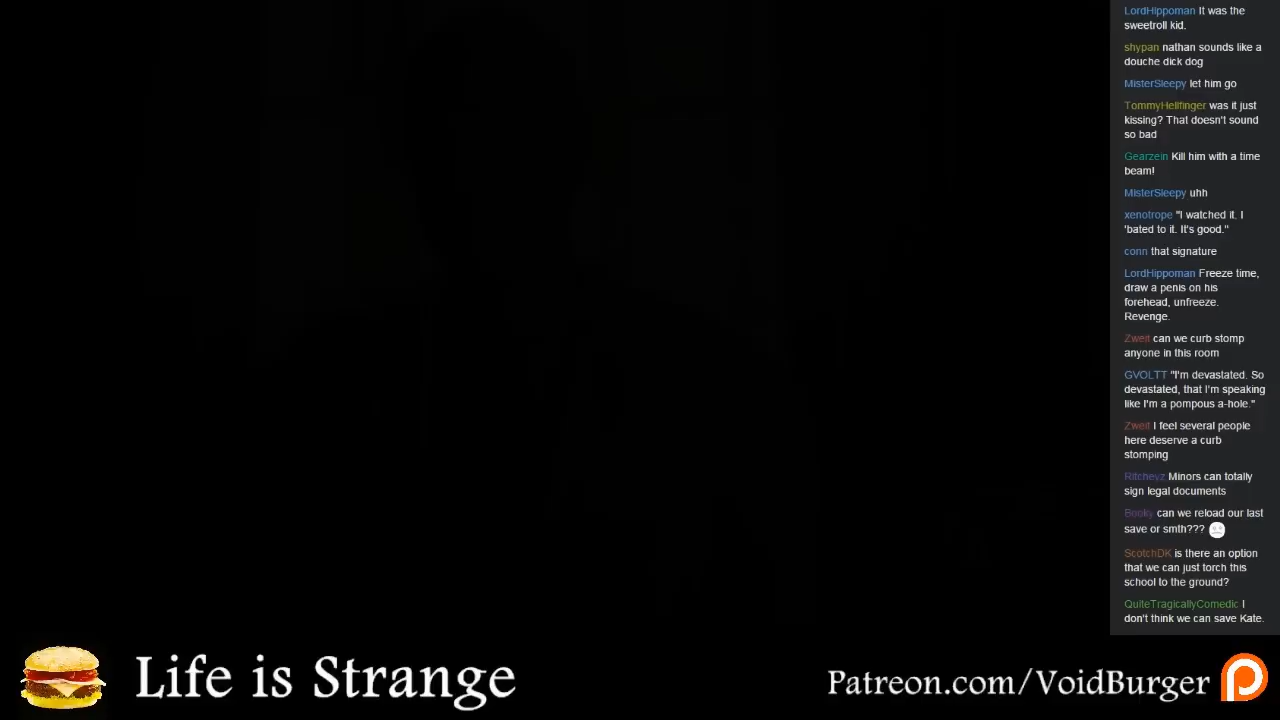 LordHippoman It was the
sweetroll kid.
shypan nathan sounds like a
douche dick dog
MisterSleepy let him go
TommyHellfinger was it just
kissing? That doesn't sound
so bad
Gearzein Kill him with a time
beam!
MisterSleepy uhh
xenotrope "I watched it, I
'bated to it. It's good."
conn that signature
LordHippoman Freeze time,
draw a penis on his
forehead, unfreeze.
Revenge.
Zweit can we curb stomp
anyone in this room
GVOLTT "I'm devastated. So
devastated, that I'm speaking
like I'm a pompous a-hole."
Zweit I feel several people
here deserve a curb
stomping
Ritcheyz Minors can totally
sign legal documents
Booky can we reload our last
save or smth???
ScotchDK is there an option
that we can just torch this
school to the ground?
QuiteTragicallyComedic I
don't think we can save Kate.
Life is Strange
Patreon.com/VoidBurger